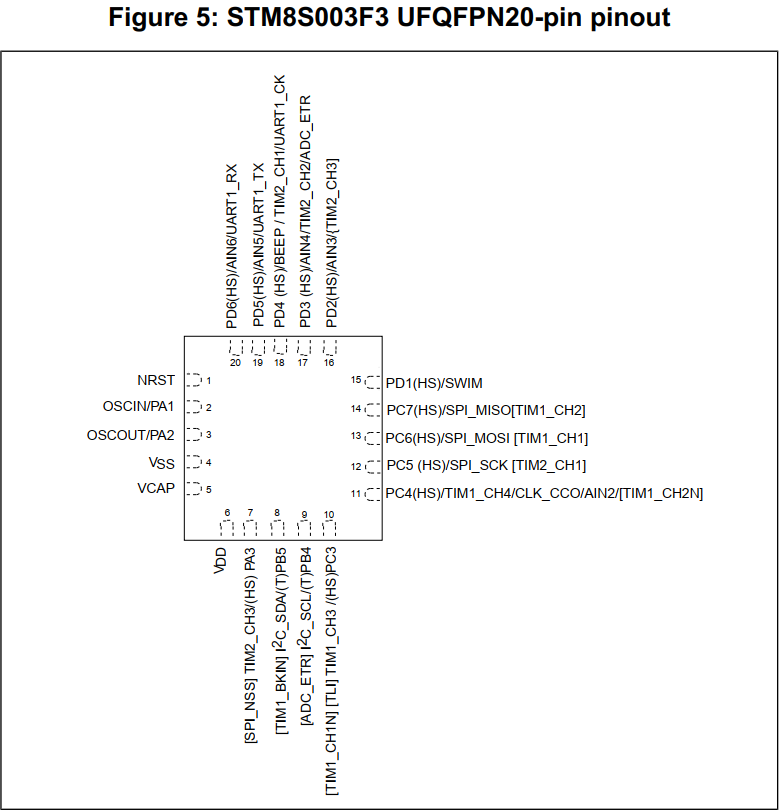 Figure 5: STM8S003F3 UFQFPN20-pin pinout
PD6(HS)/AIN6/UART1_RX
PD5(HS)/AIN5/UART1_TX
PD4 (HS)/BEEP / TIM2_CH1/UART1_CK
PD3 (HS)/AIN4/TIM2_CH2/ADC_ETR
PD2(HS)/AIN3/{TIM2_CH3]
20 19 18 17 16
NRST 1
OSCIN/PA1 2
OSCOUT/PA2 3
VSS 4
VCAP 5
15 PD1(HS)/SWIM
14 PC7(HS)/SPI_MISO[TIM1_CH2]
13 PC6(HS)/SPI_MOSI [TIM1_CH1]
12 PC5 (HS)/SPI_SCK [TIM2_CH1]
11 PC4(HS)/TIM1_CH4/CLK_CCO/AIN2/[TIM1_CH2N]
6 7 8 9 10
VDD
[SPI_NSS] TIM2_CH3/(HS) PA3
[TIM1_BKIN] I2C_SDA/(T)PB5
[ADC_ETR] I2C_SCL/(T)PB4
[TIM1_CH1N] [TLI] TIM1_CH3 /(HS)PC3